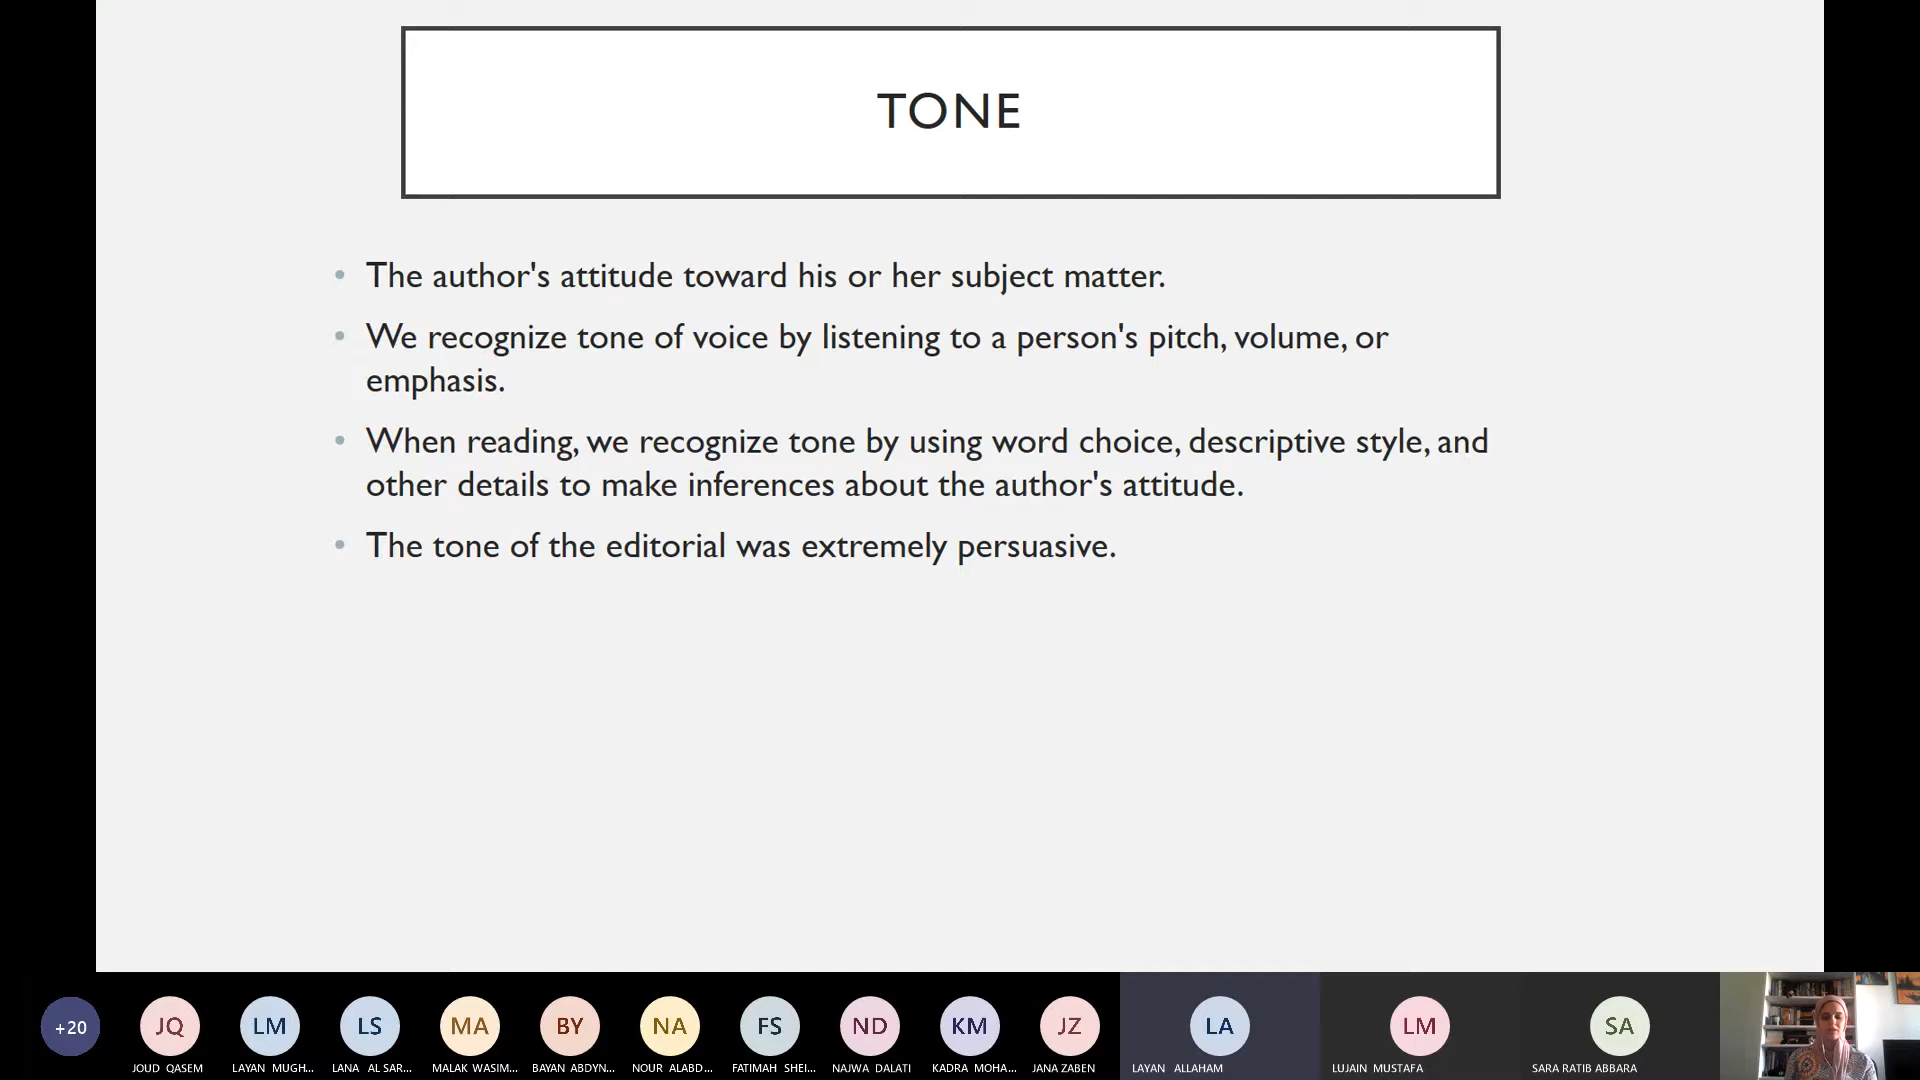 TONE
The author's attitude toward his or her subject matter.
We recognize tone of voice by listening to a person's pitch, volume, or
emphasis.
When reading, we recognize tone by using word choice, descriptive style, and
other details to make inferences about the author's attitude.
The tone of the editorial was extremely persuasive.
+20
JQ
LM
LS
MA
BY
NA
FS
ND
KM
JZ
LA
LM
SA
JOUD QASEM
LAYAN MUGH...
LANA AL SAR...
MALAK WASIM...
BAYAN ABDYN...
NOUR ALABD...
FATIMAH SHEI...
NAJWA DALATI
KADRA MOHA...
JANA ZABEN
LAYAN ALLAHAM
LUJAIN MUSTAFA
SARA RATIB ABBARA